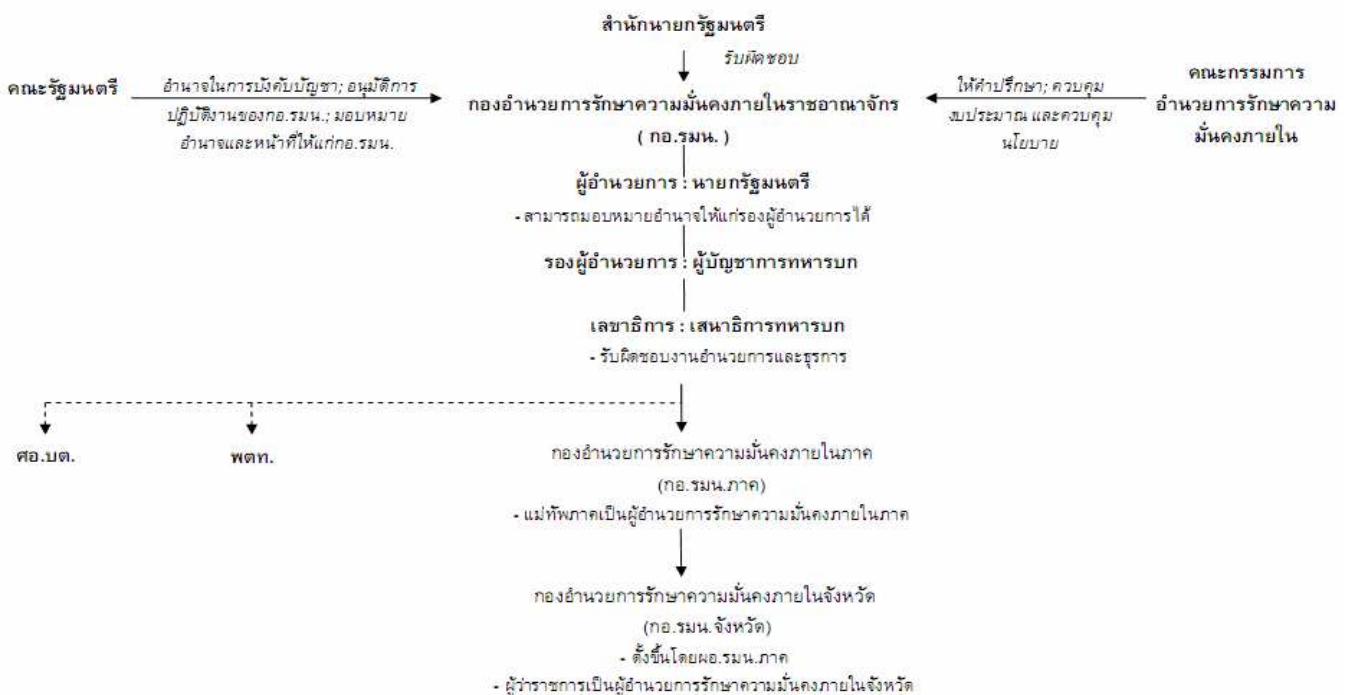 สำนักนายกรัฐมนตรี
รับผิดชอบ
คณะรัฐมนตรี
อำนาจในการบังคับบัญชา; อนุมัติการ
ปฏิบัติงานของกอ.รมน.; มอบหมาย
อำนาจและหน้าที่ให้แก่กอ.รมน.
กองอำนวยการรักษาความมั่นคงภายในราชอาณาจักร
( กอ.รมน. )
ให้คำปรึกษา; ควบคุม
งบประมาณ และควบคุม
นโยบาย
คณะกรรมการ
อำนวยการรักษาความ
มั่นคงภายใน
ผู้อำนวยการ : นายกรัฐมนตรี
- สามารถมอบหมายอำนาจให้แก่รองผู้อำนวยการได้
รองผู้อำนวยการ : ผู้บัญชาการทหารบก
เลขาธิการ : เสนาธิการทหารบก
- รับผิดชอบงานอำนวยการและธุรการ
ศอ.บต.
พตท.
กองอำนวยการรักษาความมั่นคงภายในภาค
(กอ.รมน.ภาค)
- แม่ทัพภาคเป็นผู้อำนวยการรักษาความมั่นคงภายในภาค
กองอำนวยการรักษาความมั่นคงภายในจังหวัด
(กอ.รมน.จังหวัด)
- ตั้งขึ้นโดยผอ.รมน.ภาค
- ผู้ว่าราชการเป็นผู้อำนวยการรักษาความมั่นคงภายในจังหวัด